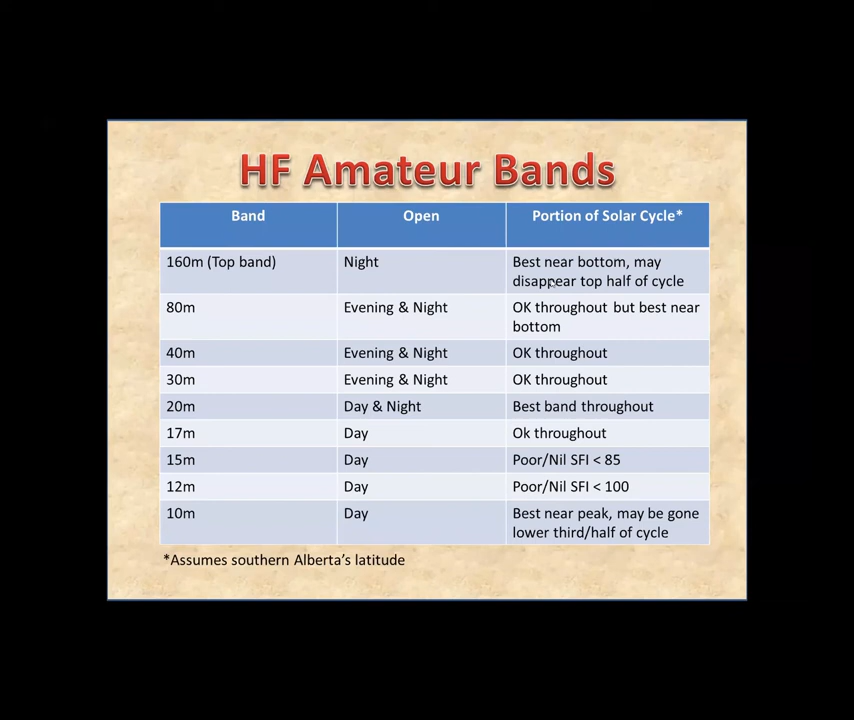 HF Amateur Bands
Band Open Portion of Solar Cycle*
160m (Top band) Night Best near bottom, may
disappear top half of cycle
80m Evening & Night OK throughout but best near
bottom
40m Evening & Night OK throughout
30m Evening & Night OK throughout
20m Day & Night Best band throughout
17m Day Ok throughout
15m Day Poor/Nil SFI < 85
12m Day Poor/Nil SFI < 100
10m Day Best near peak, may be gone
lower third/half of cycle
*Assumes southern Alberta’s latitude